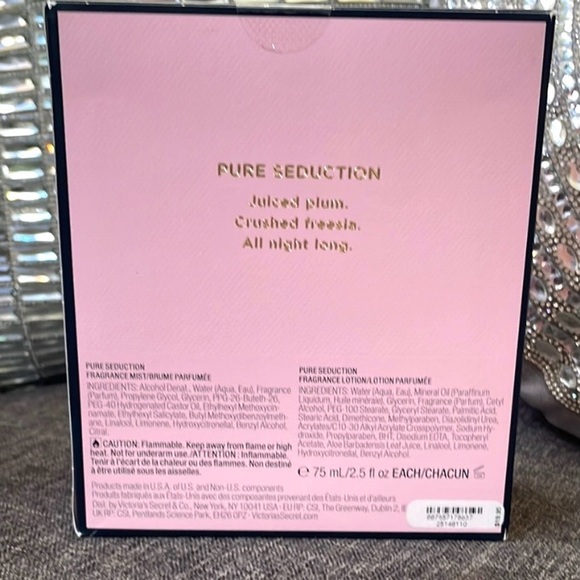 PURE SEDUCTION
Juiced plum.
Crushed freesia.
All night long.
PURE SEDUCTION
FRAGRANCE MIST/BRUME PARFUMÉE
INGREDIENTS: Alcohol Denat., Water (Aqua, Eau), Fragrance
(Parfum), Propylene Glycol, Glycerin, PPG-26-Buteth-26,
PEG-40 Hydrogenated Castor Oil, Ethylhexyl Methoxycin-
namate, Ethylhexyl Salicylate, Butyl Methoxydibenzoylmeth-
ane, Linalool, Limonene, Hydroxycitronellal, Benzyl Alcohol,
Citral.
CAUTION: Flammable. Keep away from flame or high
heat. Not for underarm use./ATTENTION : Inflammable.
Tenir à l'écart de la chaleur ou des flammes. Non destiné
à être utilisé sous les aisselles.
PURE SEDUCTION
FRAGRANCE LOTION/LOTION PARFUMÉE
INGREDIENTS: Water (Aqua, Eau), Mineral Oil (Paraffinum
Liquidum, Huile minérale), Glycerin, Fragrance (Parfum), Cetyl
Alcohol, PEG-100 Stearate, Glyceryl Stearate, Palmitic Acid,
Stearic Acid, Dimethicone, Methylparaben, Diazolidinyl Urea,
Acrylates/C10-30 Alkyl Acrylate Crosspolymer, Sodium Hy-
droxide, Propylparaben, BHT, Disodium EDTA, Tocopheryl
Acetate, Aloe Barbadensis Leaf Juice, Linalool, Limonene,
Hydroxycitronellal, Benzyl Alcohol.
℮ 75 mL/2.5 fl oz EACH/CHACUN
Products made in U.S.A. of U.S. and Non-U.S. components
Produits fabriqués aux États-Unis avec des composantes provenant des États-Unis et d'ailleurs
Dist. by Victoria's Secret & Co., New York, NY 10041 USA · EU RP: CSI, The Greenway, Dublin 2,
UK RP: CSI, Pentlands Science Park, EH26 0PZ · VictoriasSecret.com